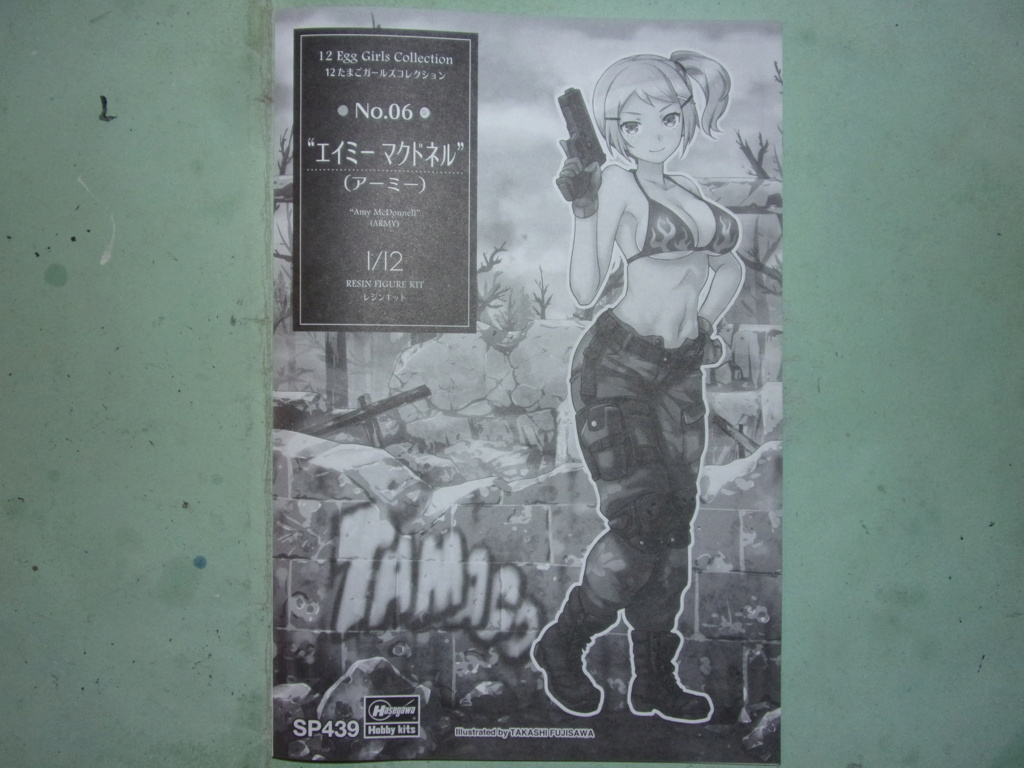 12 Egg Girls Collection
12たまごガールズコレクション
No.06
“エイミー マクドネル”
(アーミー)
“Amy McDonnell”
(ARMY)
1/12
RESIN FIGURE KIT
レジンキット
TAMAGO
SP439
Hasegawa
Hobby kits
Illustrated by TAKASHI FUJISAWA